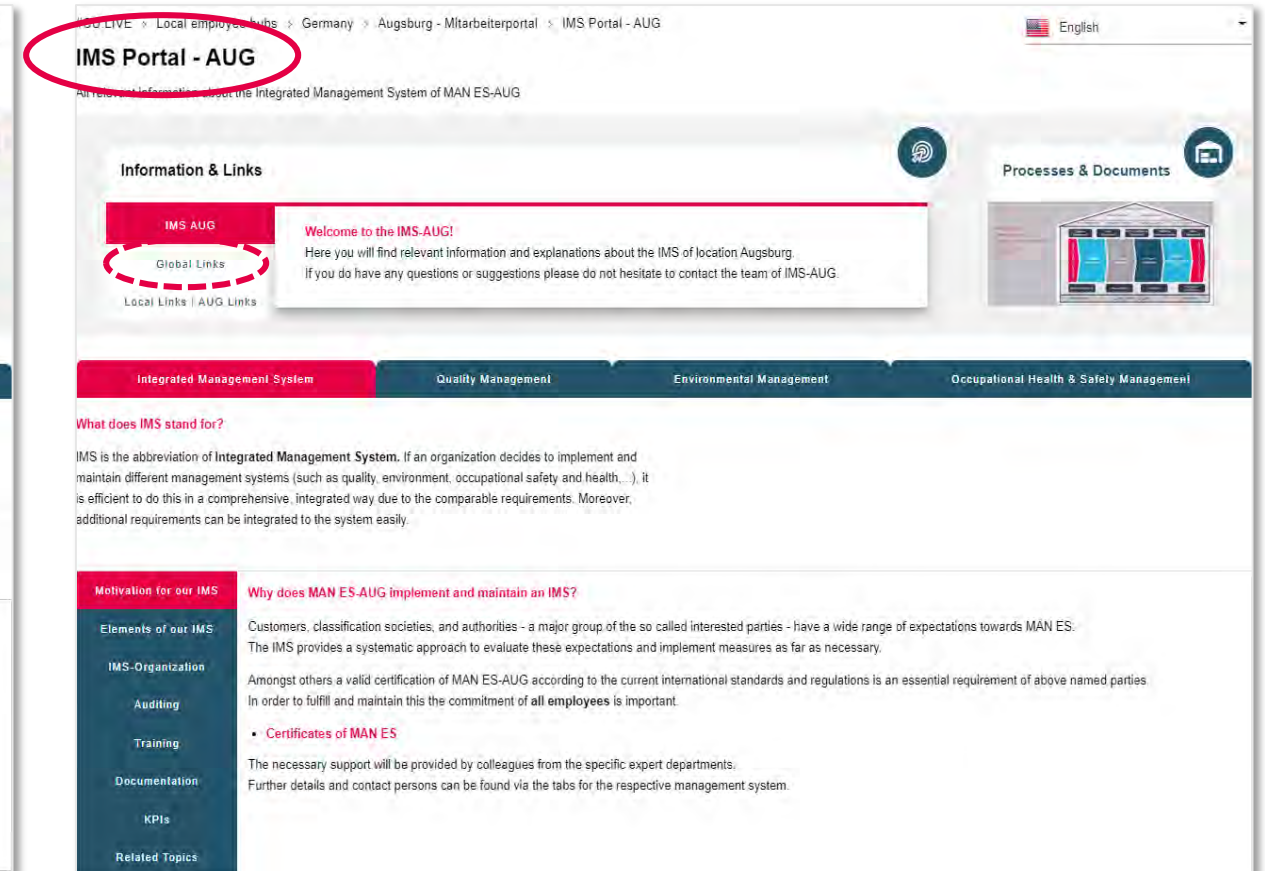 LIVE > Local employee hubs > Germany > Augsburg - Mitarbeiterportal > IMS Portal - AUG
English
IMS Portal - AUG
All relevant information about the Integrated Management System of MAN ES-AUG
Information & Links
Processes & Documents
IMS AUG
Global Links
Local Links | AUG Links
Welcome to the IMS-AUG!
Here you will find relevant information and explanations about the IMS of location Augsburg.
If you do have any questions or suggestions please do not hesitate to contact the team of IMS-AUG.
Integrated Management System
Quality Management
Environmental Management
Occupational Health & Safety Management
What does IMS stand for?
IMS is the abbreviation of Integrated Management System. If an organization decides to implement and
maintain different management systems (such as quality, environment, occupational safety and health,...), it
is efficient to do this in a comprehensive, integrated way due to the comparable requirements. Moreover,
additional requirements can be integrated to the system easily.
Motivation for our IMS
Elements of our IMS
IMS-Organization
Auditing
Training
Documentation
KPIs
Related Topics
Why does MAN ES-AUG implement and maintain an IMS?
Customers, classification societies, and authorities - a major group of the so called interested parties - have a wide range of expectations towards MAN ES.
The IMS provides a systematic approach to evaluate these expectations and implement measures as far as necessary.
Amongst others a valid certification of MAN ES-AUG according to the current international standards and regulations is an essential requirement of above named parties.
In order to fulfill and maintain this the commitment of all employees is important.
• Certificates of MAN ES
The necessary support will be provided by colleagues from the specific expert departments.
Further details and contact persons can be found via the tabs for the respective management system.